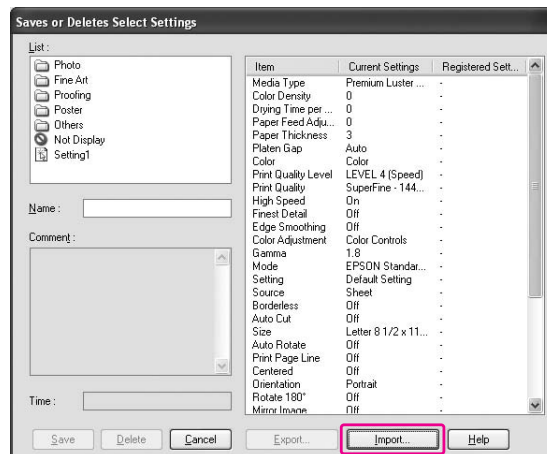 Saves or Deletes Select Settings
List :
Photo
Fine Art
Proofing
Poster
Others
Not Display
Setting1
Name :
Comment :
Time :
Item Current Settings Registered Sett...
Media Type Premium Luster ... -
Color Density 0 -
Drying Time per ... 0 -
Paper Feed Adju... 0 -
Paper Thickness 3 -
Platen Gap Auto -
Color Color -
Print Quality Level LEVEL 4 (Speed) -
Print Quality SuperFine - 144... -
High Speed On -
Finest Detail Off -
Edge Smoothing Off -
Color Adjustment Color Controls -
Gamma 1.8 -
Mode EPSON Standar... -
Setting Default Setting -
Source Sheet -
Borderless Off -
Auto Cut Off -
Size Letter 8 1/2 x 11... -
Auto Rotate Off -
Print Page Line Off -
Centered Off -
Orientation Portrait -
Rotate 180° Off -
Mirror Image Off -
Save Delete Cancel Export... Import... Help